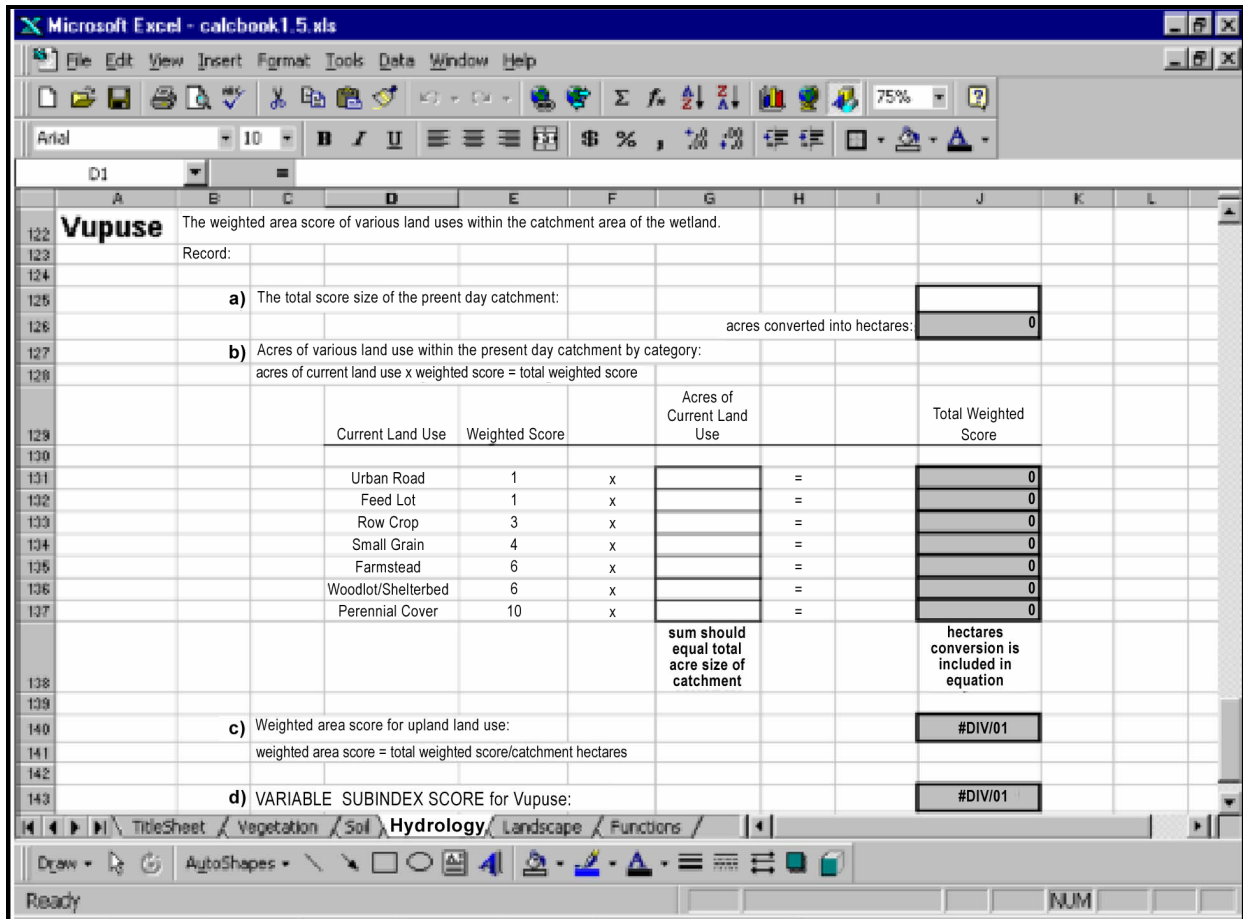 Microsoft Excel - calcbook1.5.xls
File Edit View Insert Format Tools Data Window Help
75%
Arial 10 B I U $ % ,
D1 =
A B C D E F G H I J K L
122 Vupuse The weighted area score of various land uses within the catchment area of the wetland.
123 Record:
124
125 a) The total score size of the preent day catchment:
126 acres converted into hectares: 0
127 b) Acres of various land use within the present day catchment by category:
128 acres of current land use x weighted score = total weighted score
Acres of
Current Land Total Weighted
129 Current Land Use Weighted Score Use Score
130
131 Urban Road 1 x = 0
132 Feed Lot 1 x = 0
133 Row Crop 3 x = 0
134 Small Grain 4 x = 0
135 Farmstead 6 x = 0
136 Woodlot/Shelterbed 6 x = 0
137 Perennial Cover 10 x = 0
sum should hectares
equal total conversion is
acre size of included in
138 catchment equation
139
140 c) Weighted area score for upland land use: #DIV/01
141 weighted area score = total weighted score/catchment hectares
142
143 d) VARIABLE SUBINDEX SCORE for Vupuse: #DIV/01
TitleSheet Vegetation Soil Hydrology Landscape Functions
Draw AutoShapes
Ready NUM